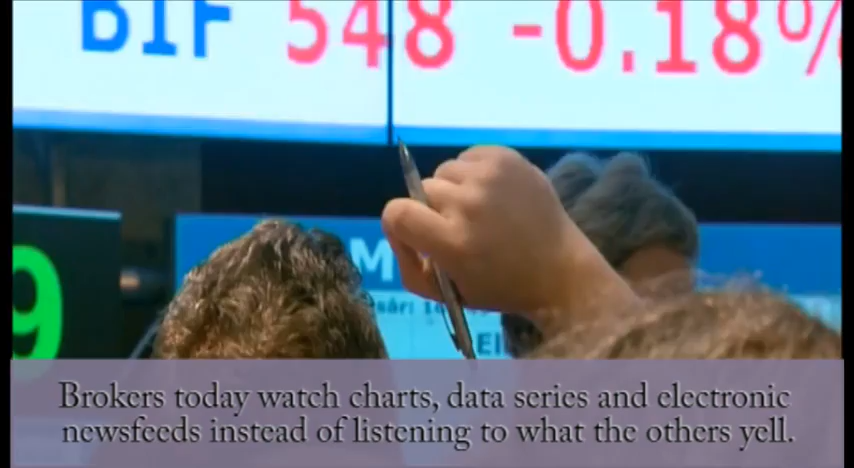 BIF 548 -0.18%
9
M
Brokers today watch charts, data series and electronic
newsfeeds instead of listening to what the others yell.